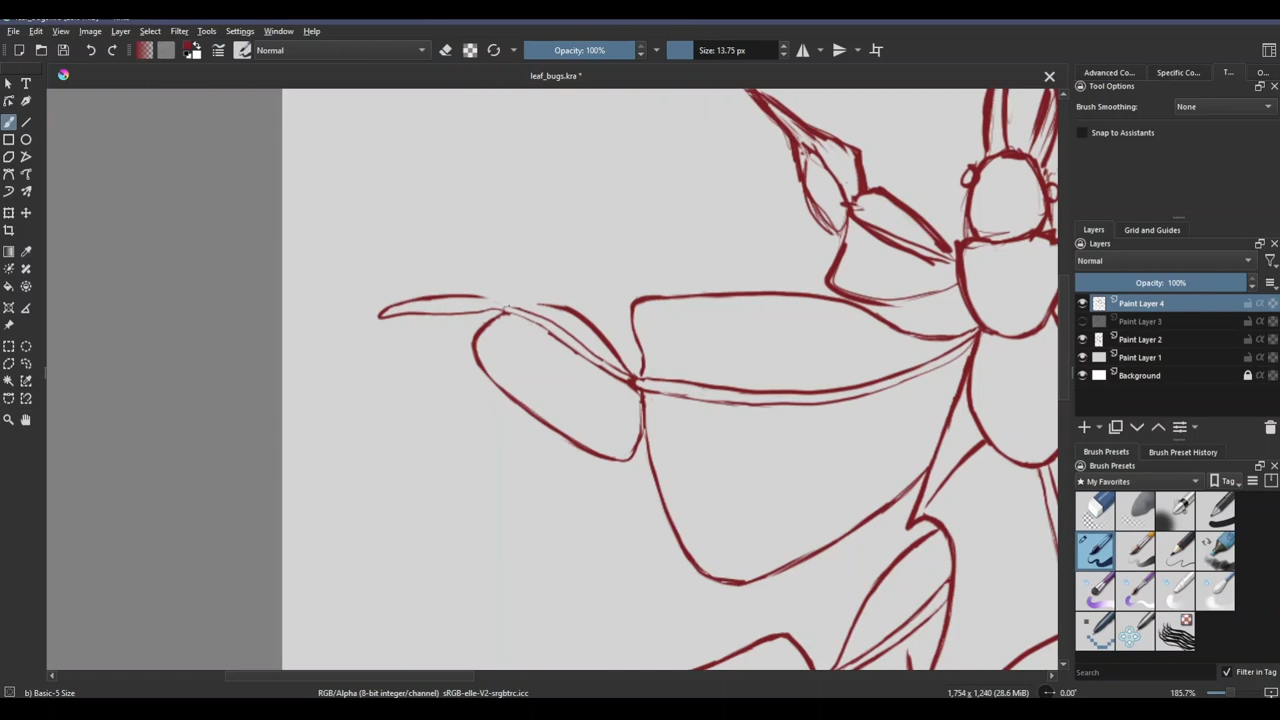 File Edit View Image Layer Select Filter Tools Settings Window Help
Normal Opacity: 100% Size: 13.75 px
leaf_bugs.kra *
Advanced Co... Specific Co... T... O...
Tool Options
Brush Smoothing: None
Snap to Assistants
Layers Grid and Guides
Layers
Normal
Opacity: 100%
Paint Layer 4
Paint Layer 3
Paint Layer 2
Paint Layer 1
Background
Brush Presets Brush Preset History
Brush Presets
★ My Favorites Tag
Search Filter in Tag
b) Basic-5 Size RGB/Alpha (8-bit integer/channel) sRGB-elle-V2-srgbtrc.icc 1,754 x 1,240 (28.6 MiB) 0.00° 185.7%